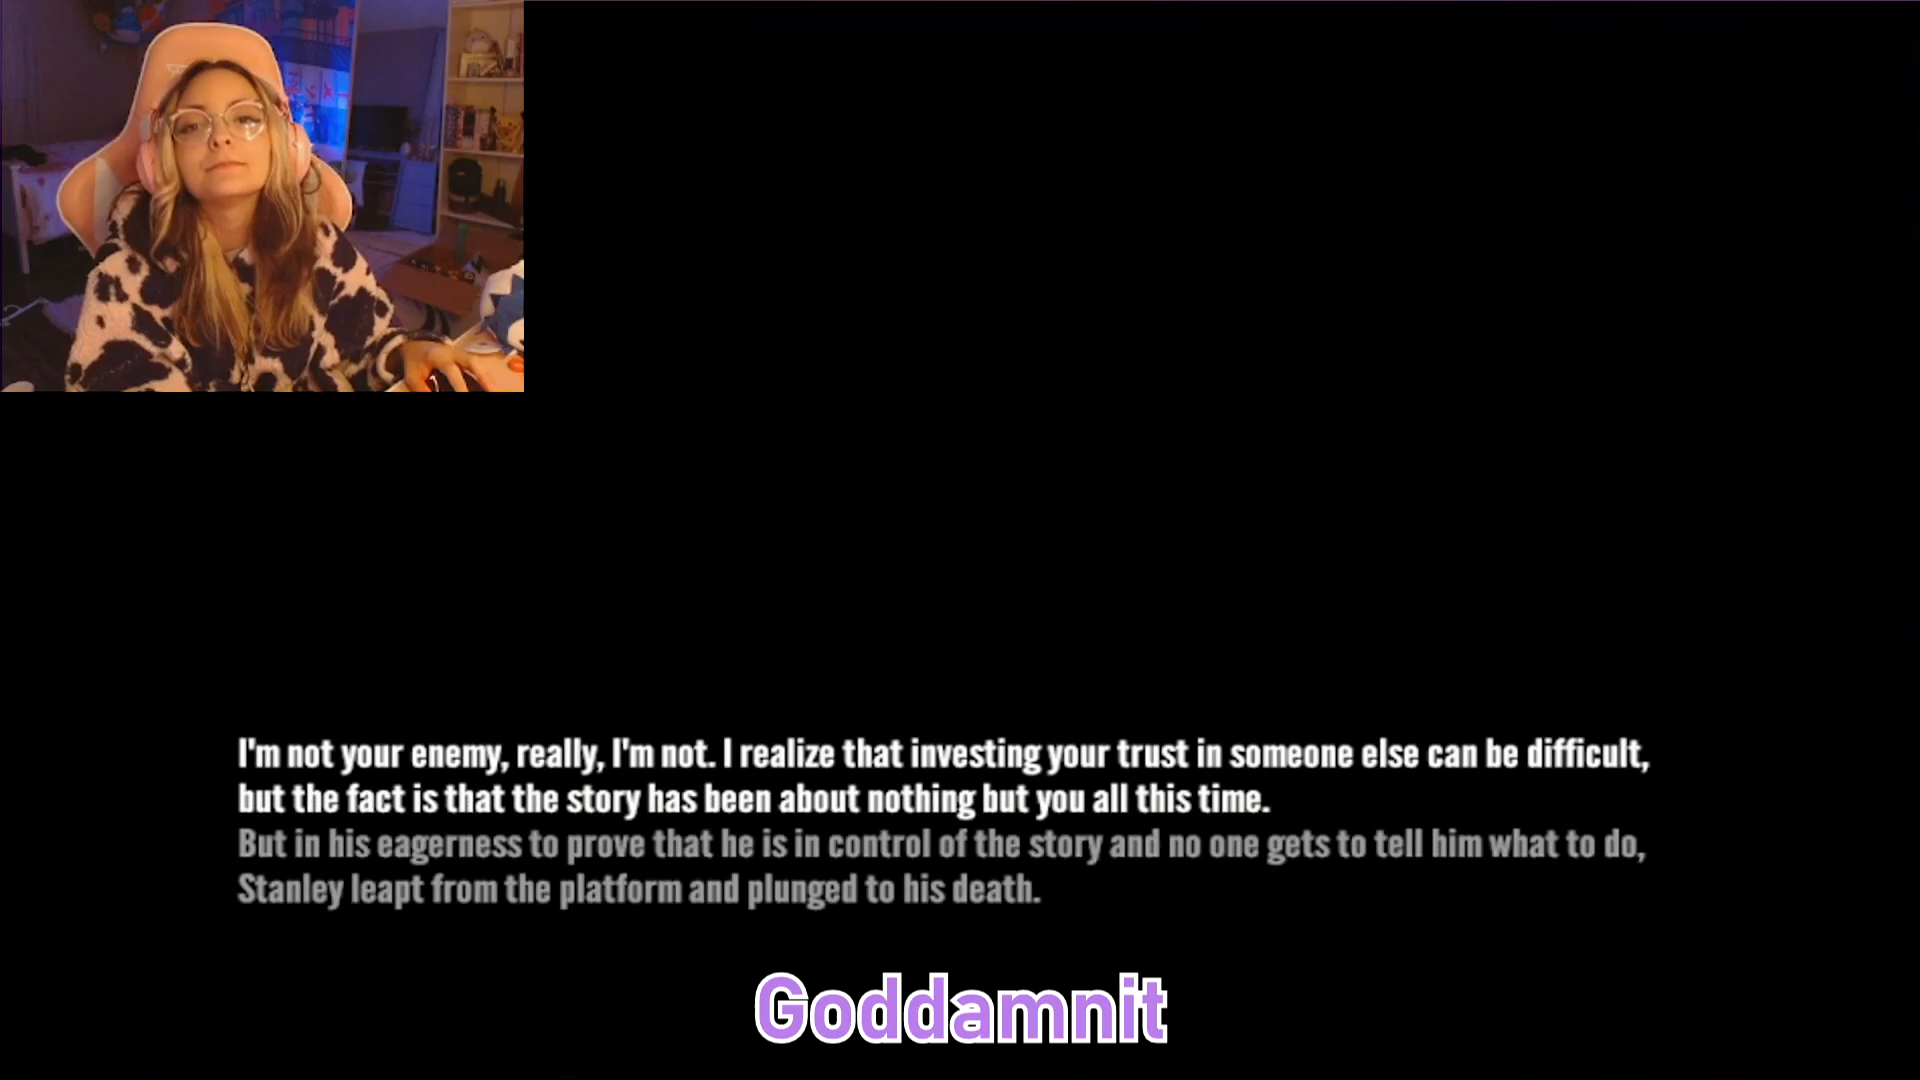 I'm not your enemy, really, I'm not. I realize that investing your trust in someone else can be difficult,
but the fact is that the story has been about nothing but you all this time.
But in his eagerness to prove that he is in control of the story and no one gets to tell him what to do,
Stanley leapt from the platform and plunged to his death.
Goddamnit